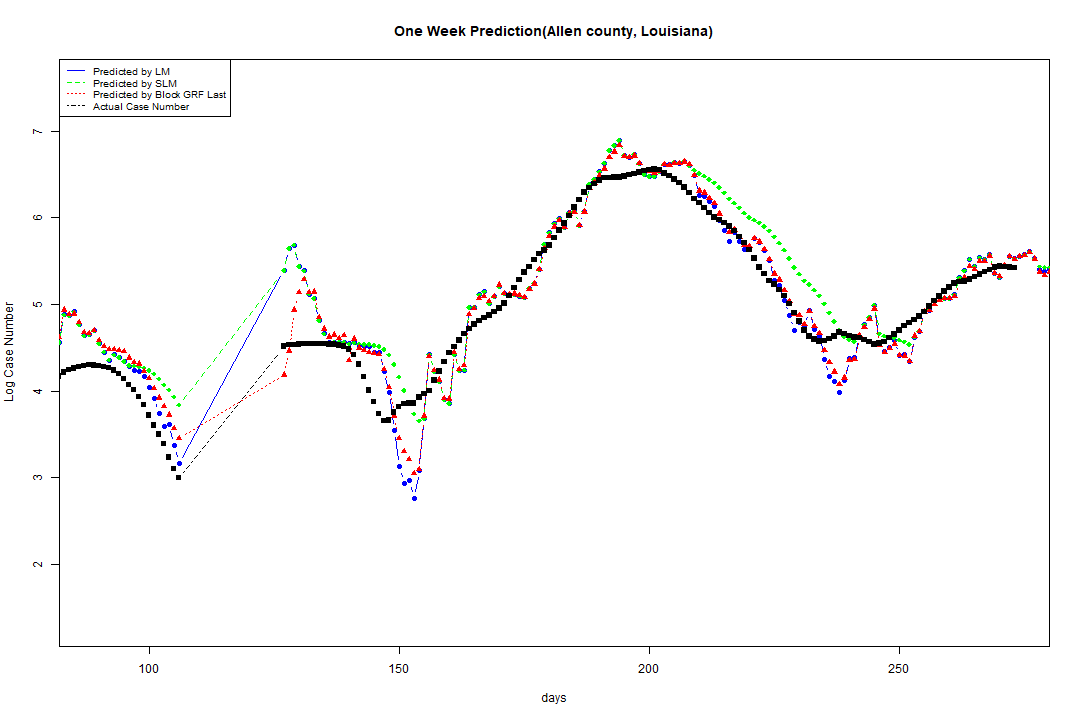 One Week Prediction(Allen county, Louisiana)
Predicted by LM
Predicted by SLM
Predicted by Block GRF Last
Actual Case Number
Log Case Number
7
6
5
4
3
2
100 150 200 250
days